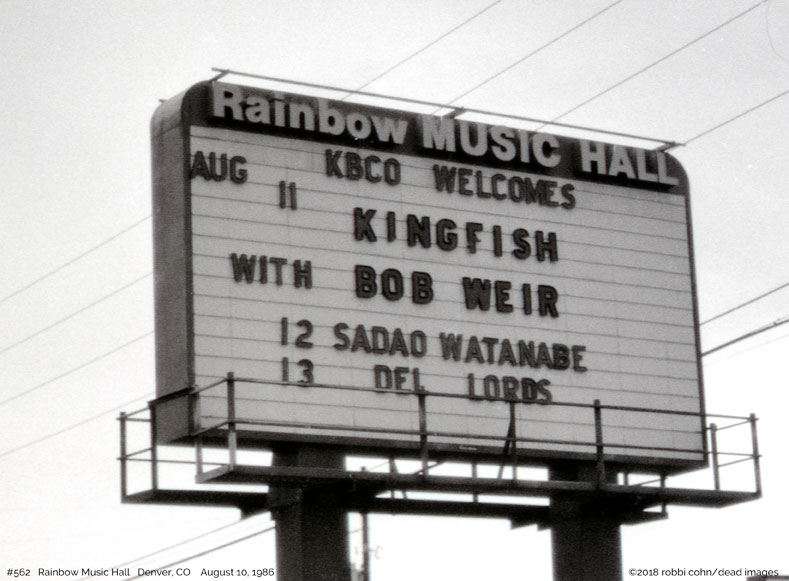 Rainbow MUSIC HALL
AUG KBCO WELCOMES
11 KINGFISH
WITH BOB WEIR
12 SADAO WATANABE
13 DEL LORDS
#562 Rainbow Music Hall Denver, CO August 10, 1986 ©2018 robbi cohn/dead images